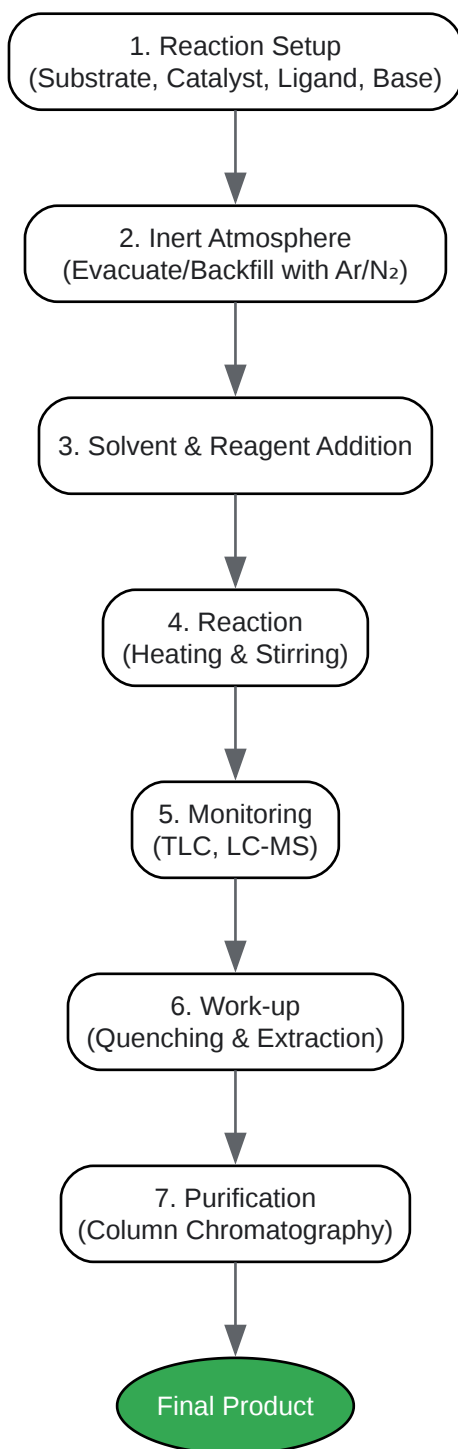 1. Reaction Setup
(Substrate, Catalyst, Ligand, Base)
2. Inert Atmosphere
(Evacuate/Backfill with Ar/N₂)
3. Solvent & Reagent Addition
4. Reaction
(Heating & Stirring)
5. Monitoring
(TLC, LC-MS)
6. Work-up
(Quenching & Extraction)
7. Purification
(Column Chromatography)
Final Product